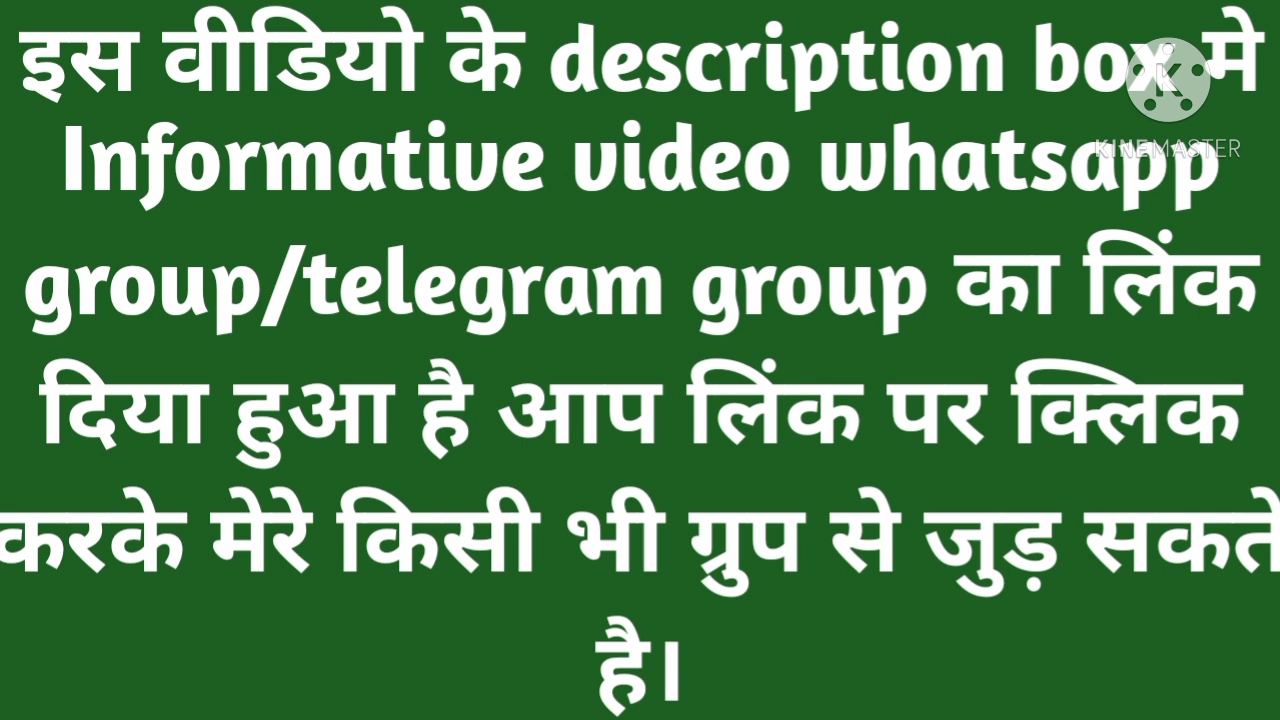 इस वीडियो के description box मे
Informative video whatsapp
group/telegram group का लिंक
दिया हुआ है आप लिंक पर क्लिक
करके मेरे किसी भी ग्रुप से जुड़ सकते
है।
K
KINEMASTER